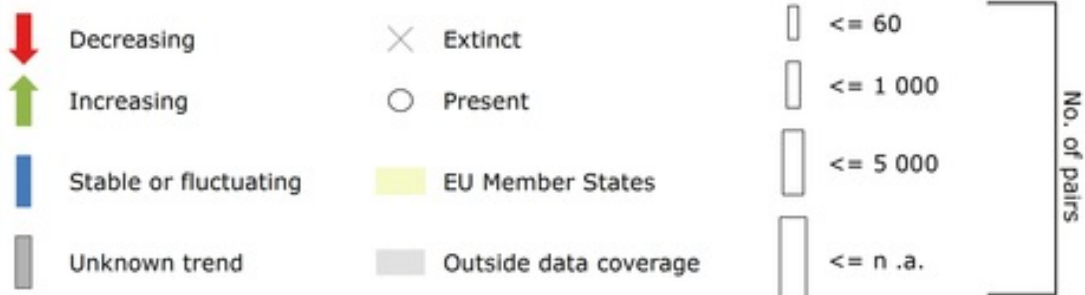 Decreasing
Increasing
Stable or fluctuating
Unknown trend
Extinct
Present
EU Member States
Outside data coverage
<= 60
<= 1 000
<= 5 000
<= n .a.
No. of pairs